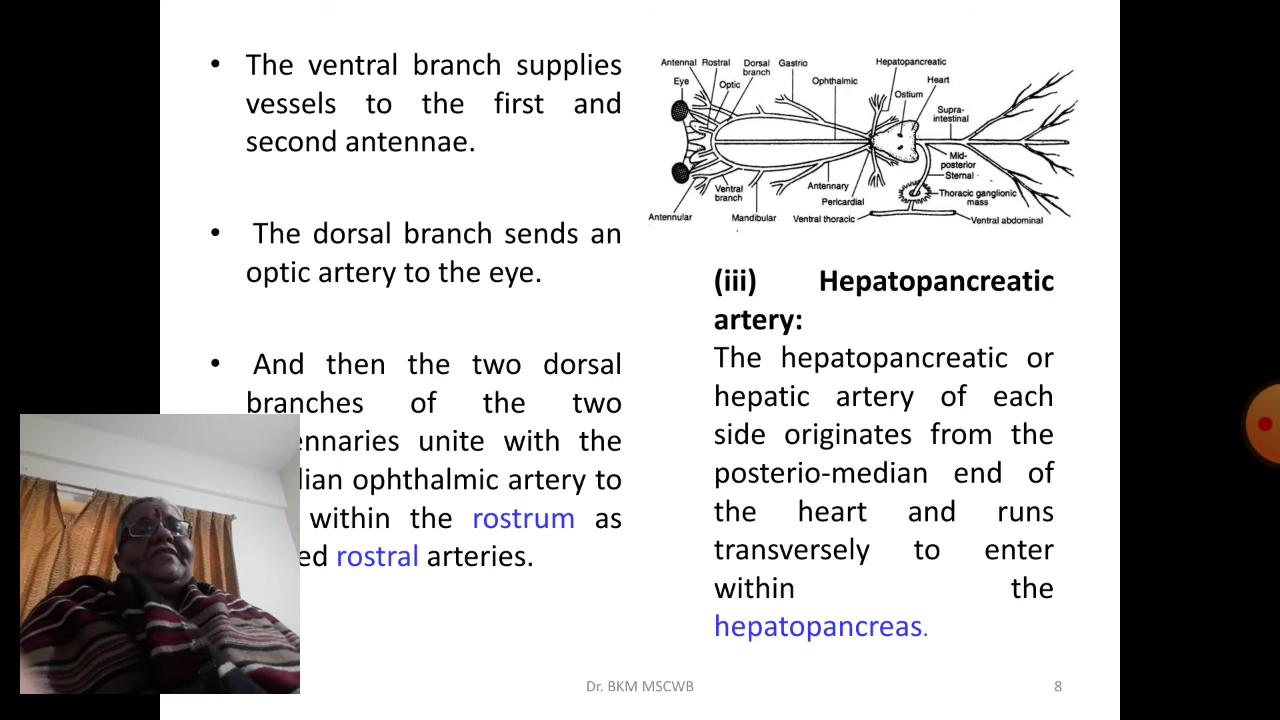 • The ventral branch supplies
vessels to the first and
second antennae.
• The dorsal branch sends an
optic artery to the eye.
• And then the two dorsal
branches of the two
ennaries unite with the
lian ophthalmic artery to
within the rostrum as
ed rostral arteries.
Antennal Rostral Dorsal branch Gastrio Hepatopancreatic
Eye Optic Ophthalmic Heart
Ostium
Supra-intestinal
Mid-posterior
Sternal
Thoracic ganglionic mass
Ventral branch Antennary
Pericardial
Antennular Mandibular Ventral thoracic Ventral abdominal
(iii) Hepatopancreatic
artery:
The hepatopancreatic or
hepatic artery of each
side originates from the
posterio-median end of
the heart and runs
transversely to enter
within the
hepatopancreas.
Dr. BKM MSCWB 8